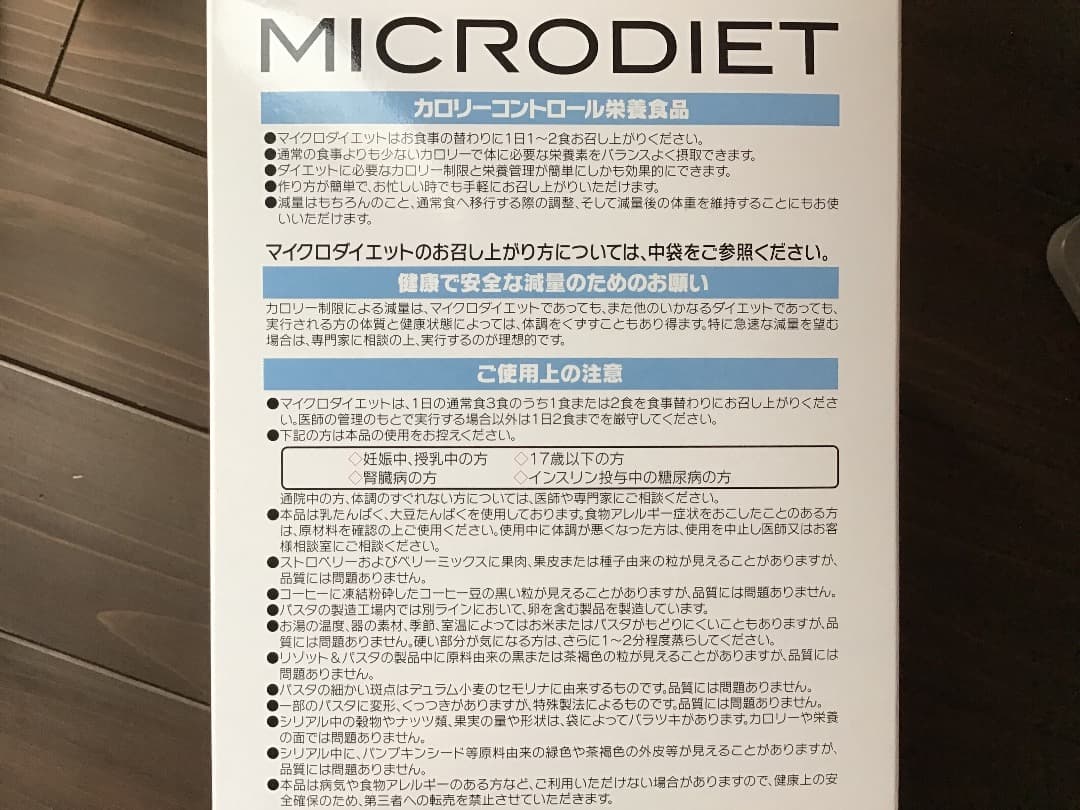 MICRODIET
カロリーコントロール栄養食品
●マイクロダイエットはお食事の替わりに1日1～2食お召し上がりください。
●通常の食事よりも少ないカロリーで体に必要な栄養素をバランスよく摂取できます。
●ダイエットに必要なカロリー制限と栄養管理が簡単にしかも効果的にできます。
●作り方が簡単で、お忙しい時でも手軽にお召し上がりいただけます。
●減量はもちろんのこと、通常食へ移行する際の調整、そして減量後の体重を維持することにもお使
いいただけます。
マイクロダイエットのお召し上がり方については、中袋をご参照ください。
健康で安全な減量のためのお願い
カロリー制限による減量は、マイクロダイエットであっても、また他のいかなるダイエットであっても、
実行される方の体質と健康状態によっては、体調をくずすこともあり得ます。特に急速な減量を望む
場合は、専門家に相談の上、実行するのが理想的です。
ご使用上の注意
●マイクロダイエットは、1日の通常食3食のうち1食または2食を食事替わりにお召し上がりくださ
い。医師の管理のもとで実行する場合以外は1日2食までを厳守してください。
●下記の方は本品の使用をお控えください。
◇妊娠中、授乳中の方 ◇17歳以下の方
◇腎臓病の方 ◇インスリン投与中の糖尿病の方
通院中の方、体調のすぐれない方については、医師や専門家にご相談ください。
●本品は乳たんぱく、大豆たんぱくを使用しております。食物アレルギー症状をおこしたことのある方
は、原材料を確認の上ご使用ください。使用中に体調が悪くなった方は、使用を中止し医師又はお客
様相談室にご相談ください。
●ストロベリーおよびベリーミックスに果肉、果皮または種子由来の粒が見えることがありますが、
品質には問題ありません。
●コーヒーに凍結粉砕したコーヒー豆の黒い粒が見えることがありますが、品質には問題ありません。
●パスタの製造工場内では別ラインにおいて、卵を含む製品を製造しています。
●お湯の温度、器の素材、季節、室温によってはお米またはパスタがもどりにくいこともありますが、品
質には問題ありません。硬い部分が気になる方は、さらに1～2分程度蒸らしてください。
●リゾット＆パスタの製品中に原料由来の黒または茶褐色の粒が見えることがありますが、品質には
問題ありません。
●パスタの細かい斑点はデュラム小麦のセモリナに由来するものです。品質には問題ありません。
●一部のパスタに変形、くっつきがありますが、特殊製法によるものです。品質には問題ありません。
●シリアル中の穀物やナッツ類、果実の量や形状は、袋によってバラツキがあります。カロリーや栄養
の面では問題ありません。
●シリアル中に、パンプキンシード等原料由来の緑色や茶褐色の外皮等が見えることがありますが、
品質には問題ありません。
●本品は病気や食物アレルギーのある方など、ご利用いただけない場合がありますので、健康上の安
全確保のため、第三者への転売を禁止させていただきます。